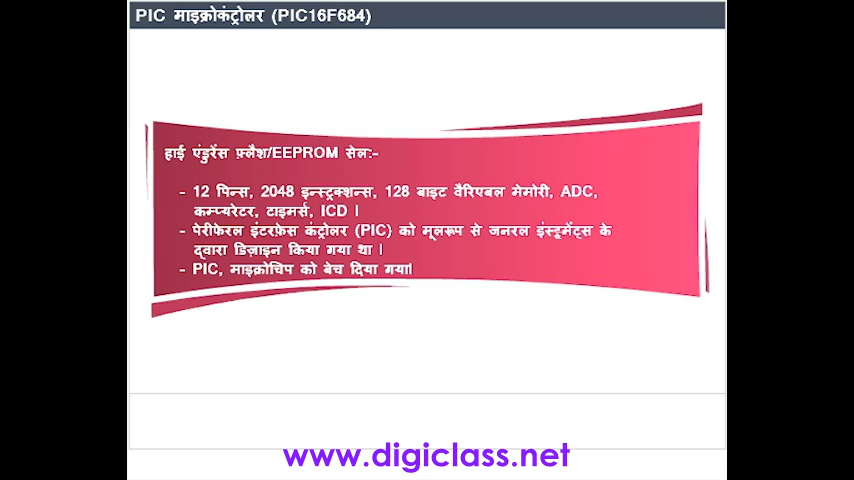 PIC माइक्रोकंट्रोलर (PIC16F684)
हाई एंडुरेंस फ़्लैश/EEPROM सेल:-
- 12 पिन्स, 2048 इन्स्ट्रक्शन्स, 128 बाइट वैरिएबल मेमोरी, ADC,
कम्प्यरेटर, टाइमर्स, ICD |
- पेरीफेरल इंटरफ़ेस कंट्रोलर (PIC) को मूलरूप से जनरल इंस्ट्रूमेंट्स के
द्वारा डिज़ाइन किया गया था |
- PIC, माइक्रोचिप को बेच दिया गया|
www.digiclass.net